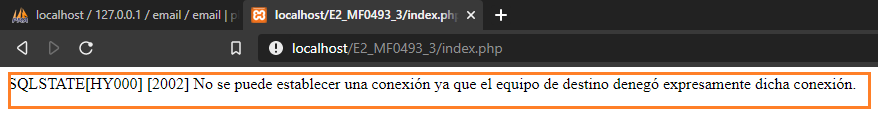 localhost / 127.0.0.1 / email / email | p
localhost/E2_MF0493_3/index.ph
localhost/E2_MF0493_3/index.php
SQLSTATE[HY000] [2002] No se puede establecer una conexión ya que el equipo de destino denegó expresamente dicha conexión.